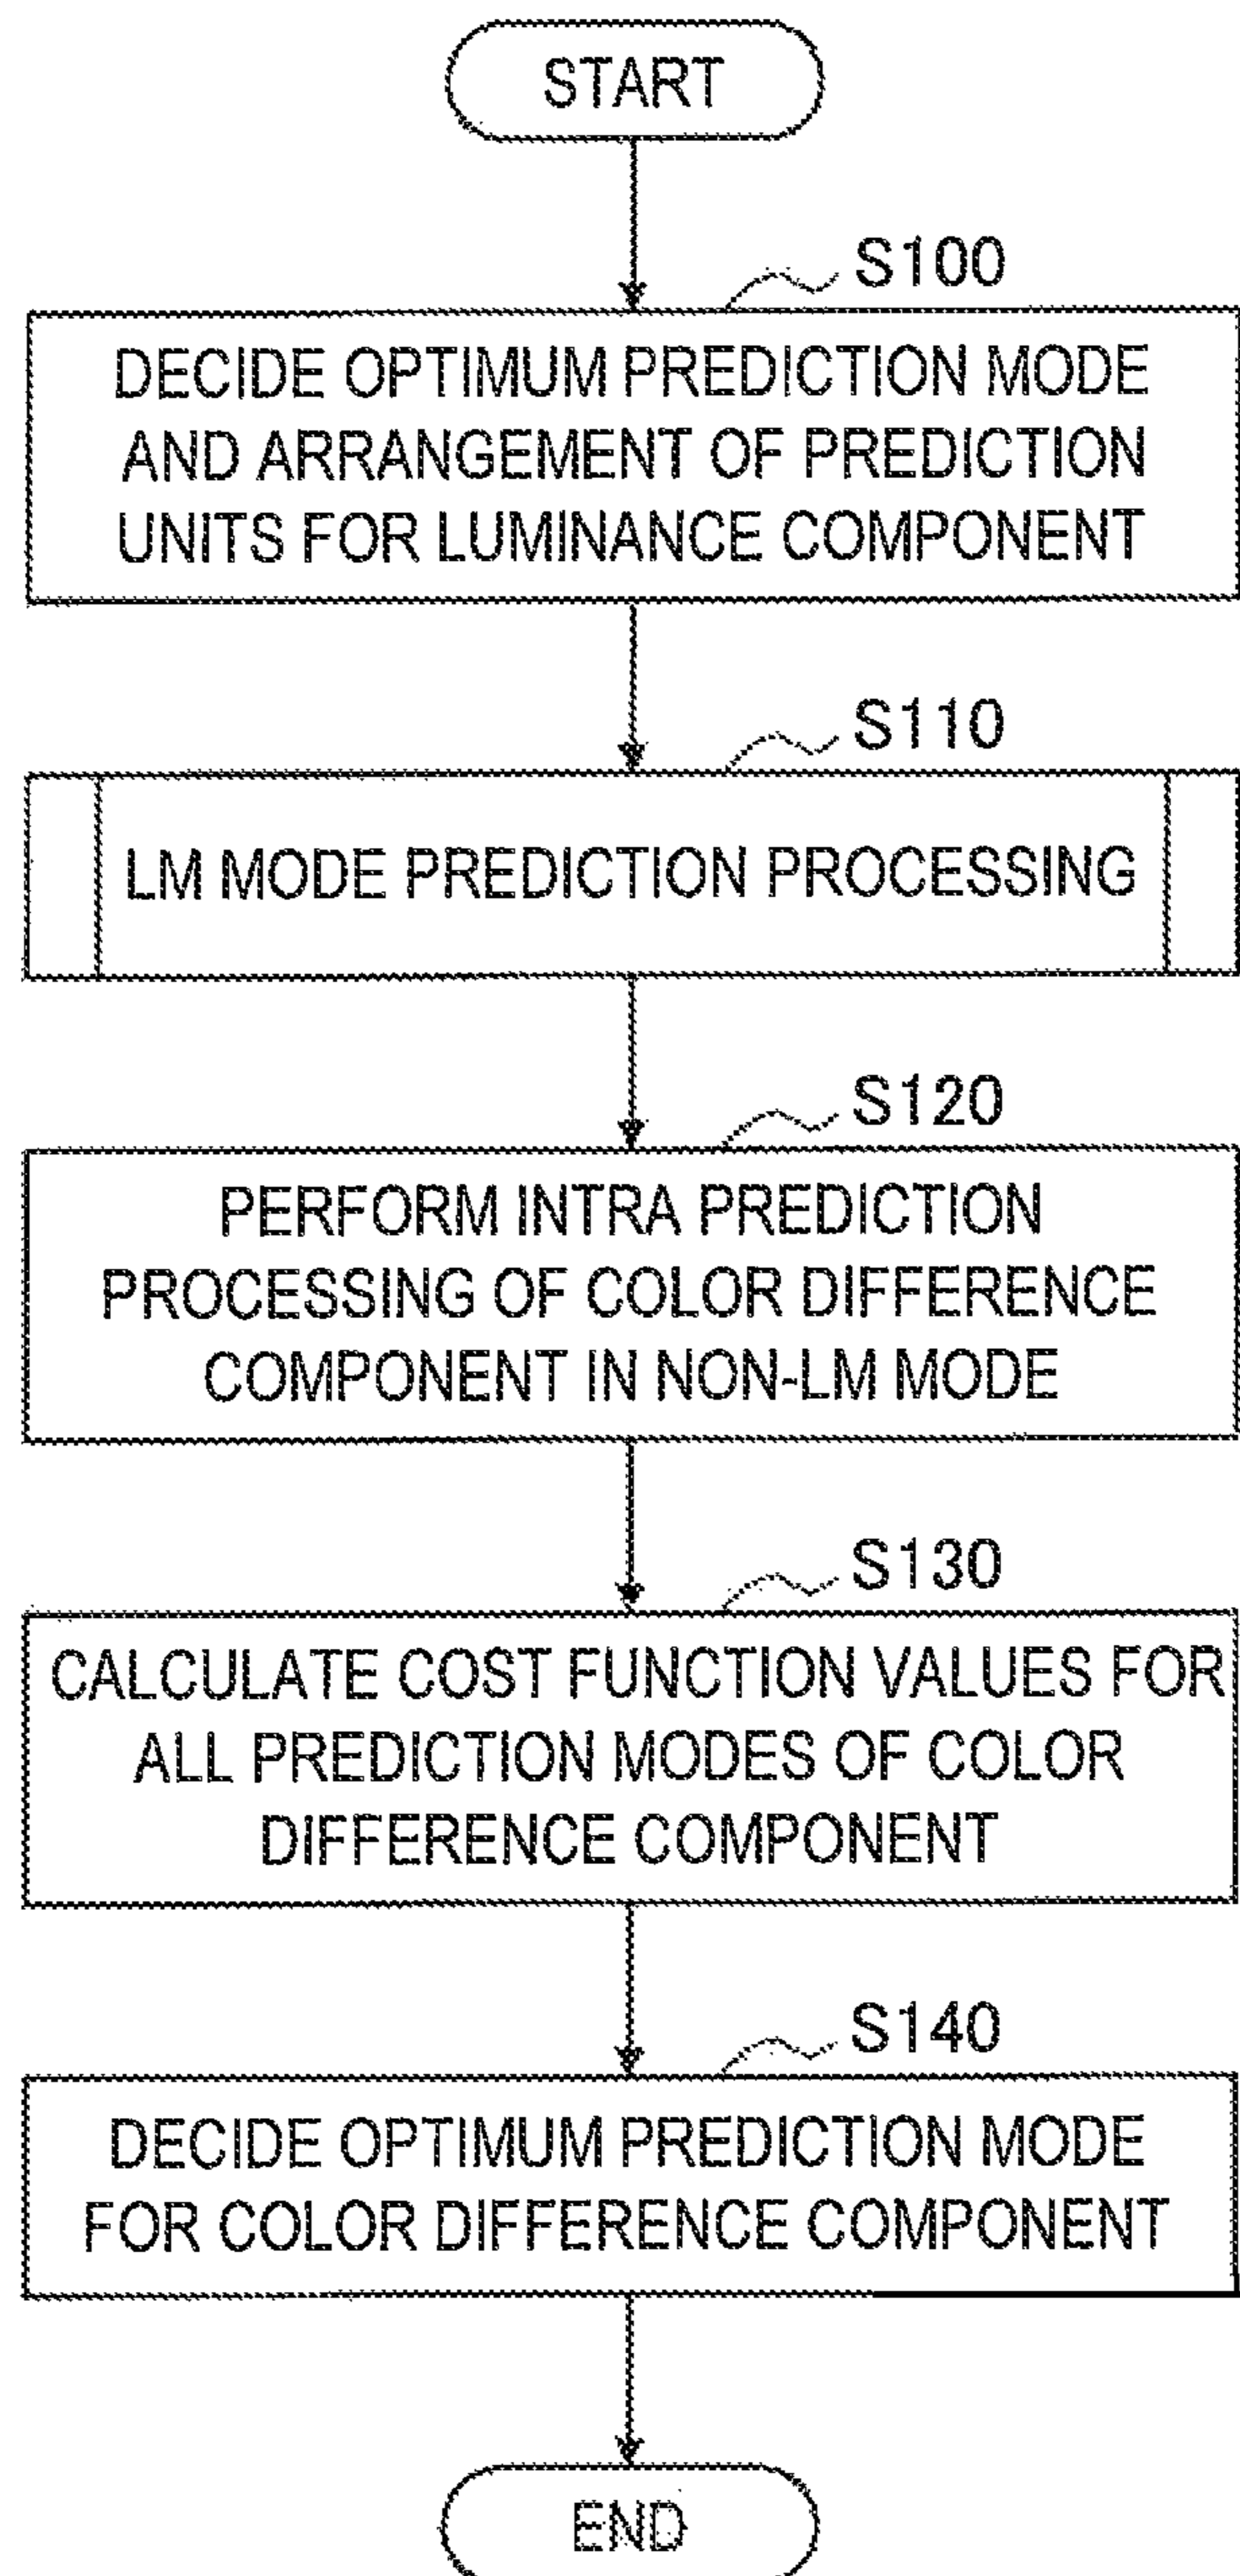 START
S100
DECIDE OPTIMUM PREDICTION MODE
AND ARRANGEMENT OF PREDICTION
UNITS FOR LUMINANCE COMPONENT
S110
LM MODE PREDICTION PROCESSING
S120
PERFORM INTRA PREDICTION
PROCESSING OF COLOR DIFFERENCE
COMPONENT IN NON-LM MODE
S130
CALCULATE COST FUNCTION VALUES FOR
ALL PREDICTION MODES OF COLOR
DIFFERENCE COMPONENT
S140
DECIDE OPTIMUM PREDICTION MODE
FOR COLOR DIFFERENCE COMPONENT
END